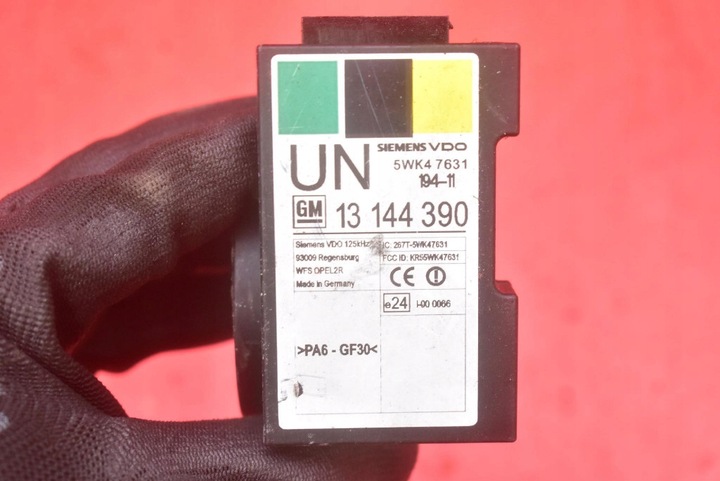 UN
SIEMENS VDO
5WK4 7631
194-11
GM 13 144 390
Siemens VDO 125kHz
93009 Regensburg
WFS OPEL2R
Made in Germany
IC: 267T-5WK47631
FCC ID: KR55WK47631
CE
e24 I-00 0066
>PA6 - GF30<